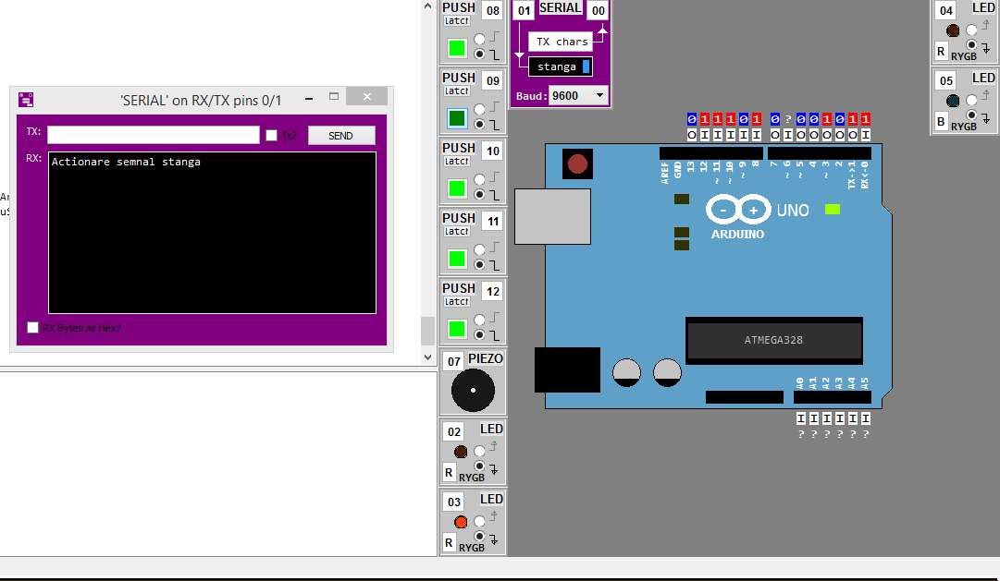 PUSH 08
Latch
01 SERIAL 00
TX chars
stanga
Baud: 9600
04 LED
R RYGB
PUSH 09
Latch
05 LED
B RYGB
'SERIAL' on RX/TX pins 0/1
TX:
\s?
SEND
RX:
Actionare semnal stanga
RX Bytes as Hex?
PUSH 10
Latch
PUSH 11
Latch
PUSH 12
Latch
07 PIEZO
02 LED
R RYGB
03 LED
R RYGB
0 1 1 1 0 1 0 ? 0 0 1 0 1 1
O I I I I I O I O O O O O I
AREF GND 13 12 ~ 11 ~ 10 ~ 9 8 7 ~ 6 ~ 5 4 ~ 3 2 TX->1 RX<-0
- + UNO
ARDUINO
ATMEGA328
A0 A1 A2 A3 A4 A5
I I I I I I
? ? ? ? ? ?